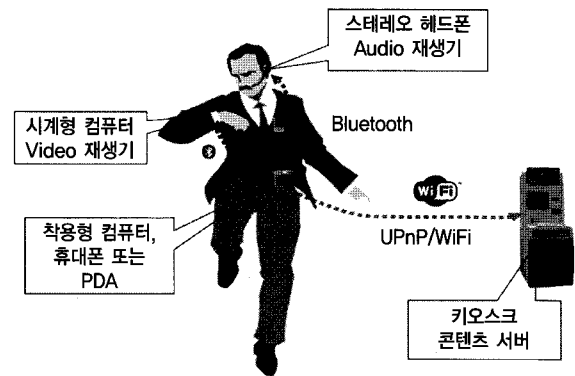 스테레오 헤드폰
Audio 재생기
시계형 컴퓨터
Video 재생기
Bluetooth
WiFi
UPnP/WiFi
착용형 컴퓨터,
휴대폰 또는
PDA
키오스크
콘텐츠 서버